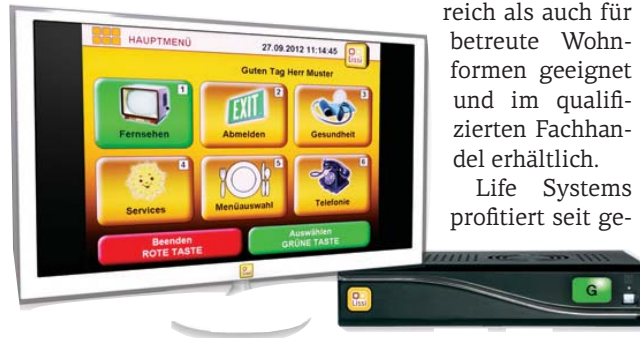 HAUPTMENÜ
27.09.2012 11:14:45
Lissi
Guten Tag Herr Muster
1
2
3
Fernsehen
EXIT
Abmelden
Gesundheit
4
5
6
Services
Menüauswahl
Telefonie
Beenden
ROTE TASTE
Auswählen
GRÜNE TASTE
Lissi
G
reich als auch für
betreute Wohn-
formen geeignet
und im qualifi-
zierten Fachhan-
del erhältlich.
Life Systems
profitiert seit ge-